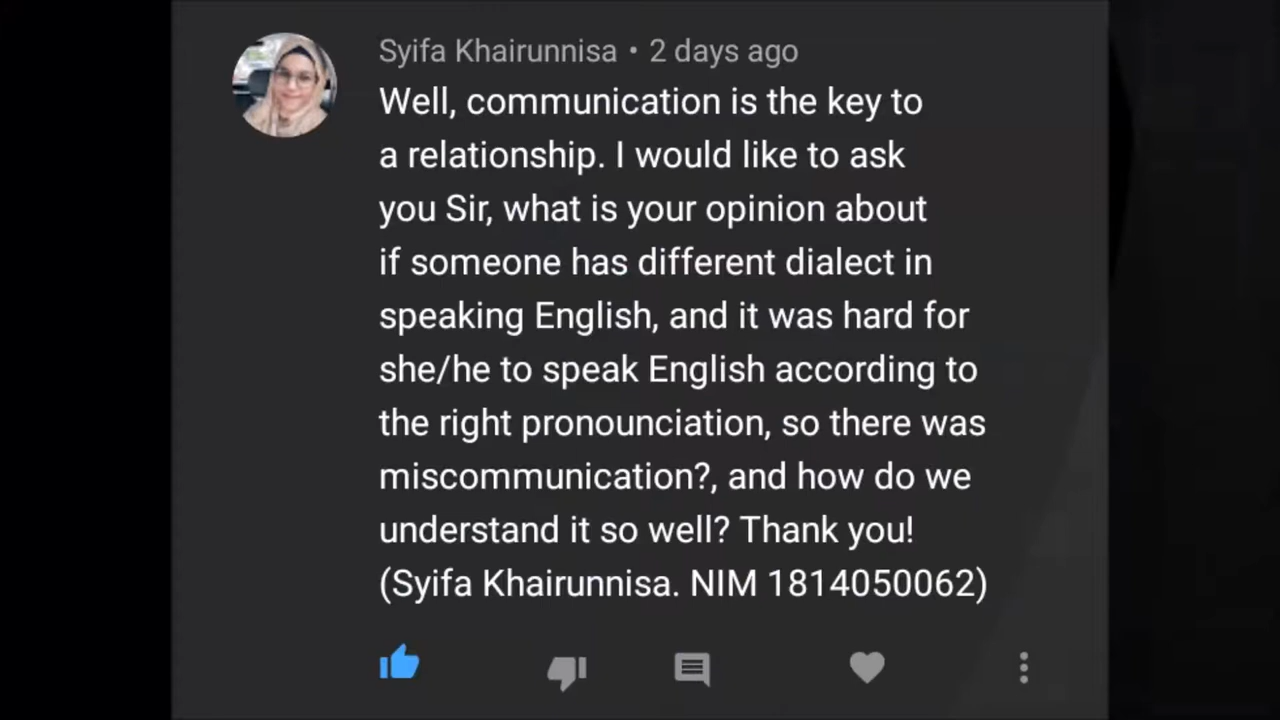 Syifa Khairunnisa • 2 days ago
Well, communication is the key to
a relationship. I would like to ask
you Sir, what is your opinion about
if someone has different dialect in
speaking English, and it was hard for
she/he to speak English according to
the right pronounciation, so there was
miscommunication?, and how do we
understand it so well? Thank you!
(Syifa Khairunnisa. NIM 1814050062)